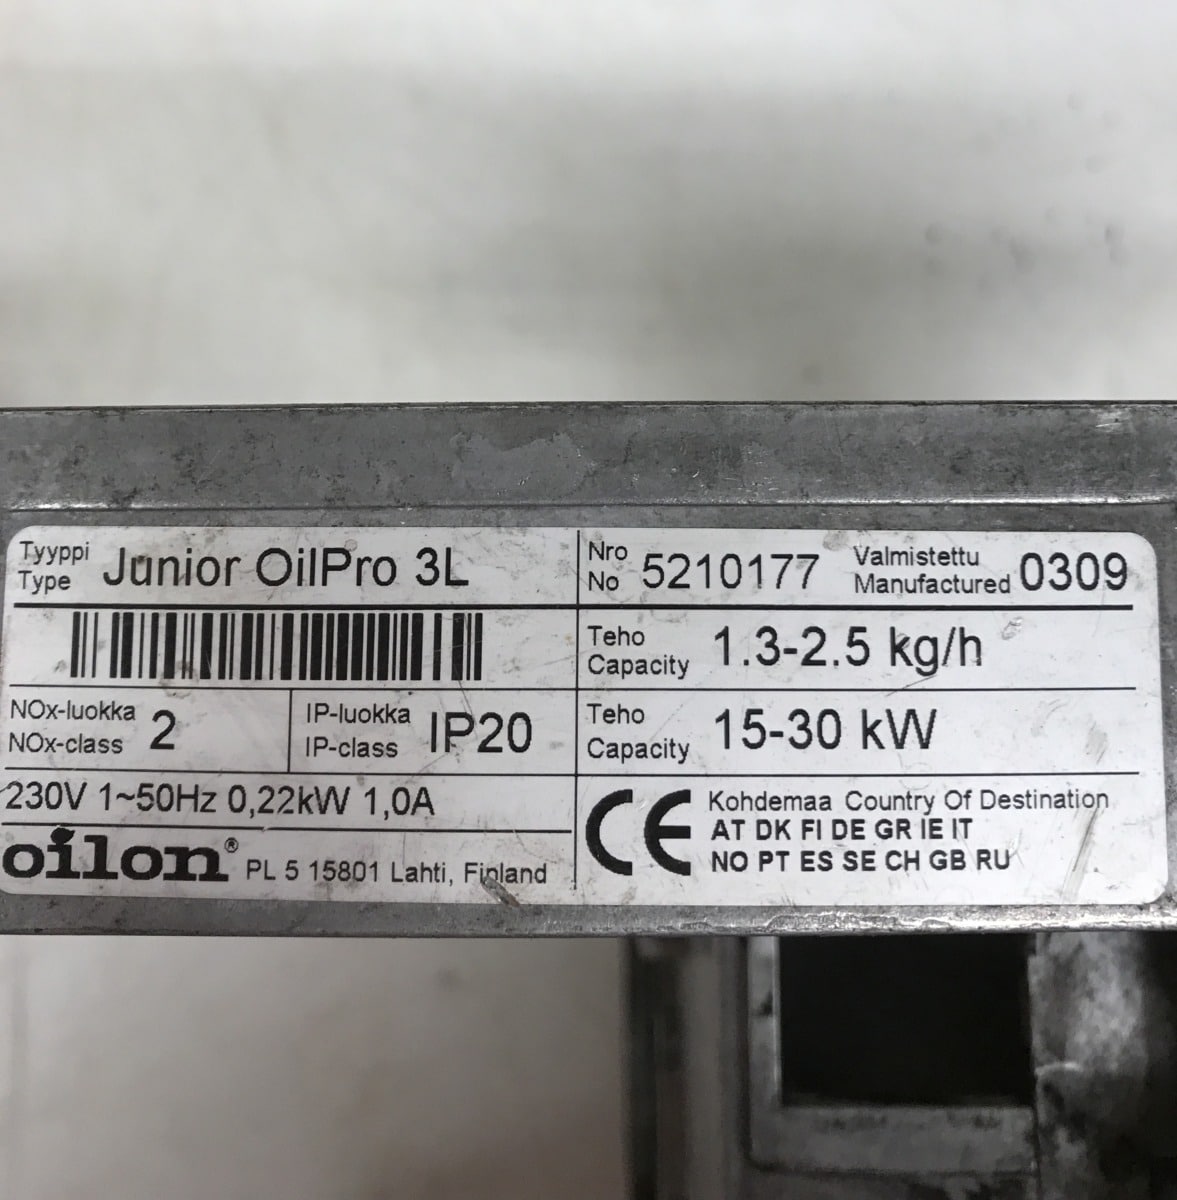 Tyyppi
Type Junior OilPro 3L
Nro
No 5210177
Valmistettu
Manufactured 0309
Teho
Capacity 1.3-2.5 kg/h
NOx-luokka
NOx-class 2
IP-luokka
IP-class IP20
Teho
Capacity 15-30 kW
230V 1~50Hz 0,22kW 1,0A
oilon® PL 5 15801 Lahti, Finland
CE
Kohdemaa Country Of Destination
AT DK FI DE GR IE IT
NO PT ES SE CH GB RU